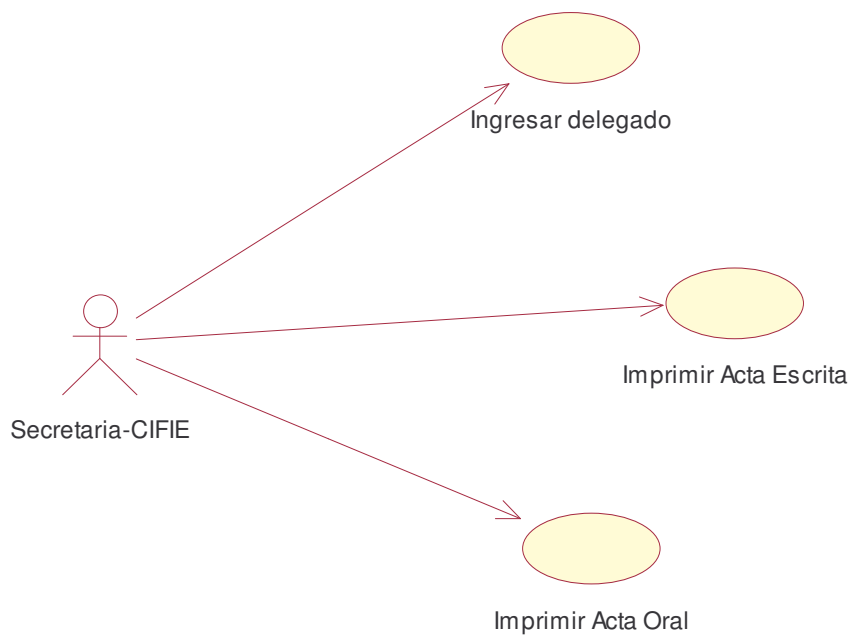 Ingresar delegado
Imprimir Acta Escrita
Secretaria-CIFIE
Imprimir Acta Oral